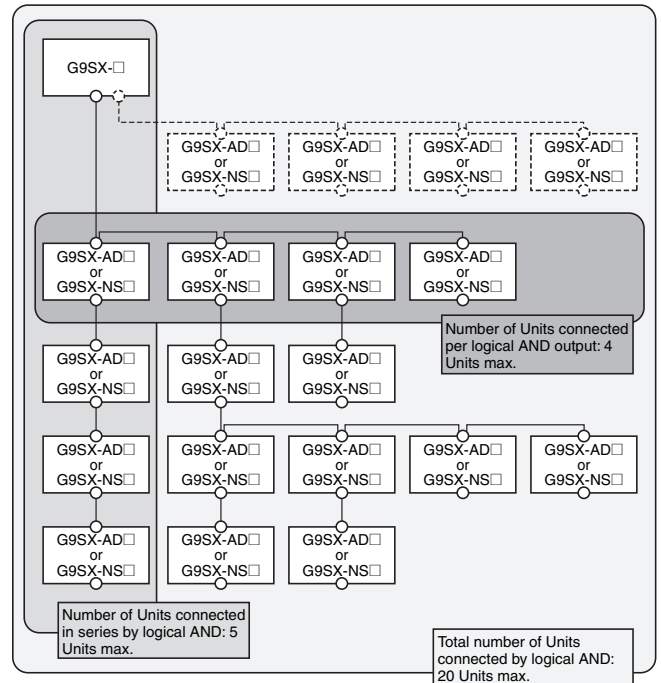 G9SX-□
G9SX-AD□ G9SX-AD□ G9SX-AD□ G9SX-AD□
or or or or
G9SX-NS□ G9SX-NS□ G9SX-NS□ G9SX-NS□
G9SX-AD□ G9SX-AD□ G9SX-AD□ G9SX-AD□
or or or or
G9SX-NS□ G9SX-NS□ G9SX-NS□ G9SX-NS□
Number of Units connected
per logical AND output: 4
Units max.
G9SX-AD□ G9SX-AD□ G9SX-AD□
or or or
G9SX-NS□ G9SX-NS□ G9SX-NS□
G9SX-AD□ G9SX-AD□ G9SX-AD□ G9SX-AD□ G9SX-AD□
or or or or or
G9SX-NS□ G9SX-NS□ G9SX-NS□ G9SX-NS□ G9SX-NS□
G9SX-AD□ G9SX-AD□ G9SX-AD□
or or or
G9SX-NS□ G9SX-NS□ G9SX-NS□
Number of Units connected
in series by logical AND: 5
Units max.
Total number of Units
connected by logical AND:
20 Units max.